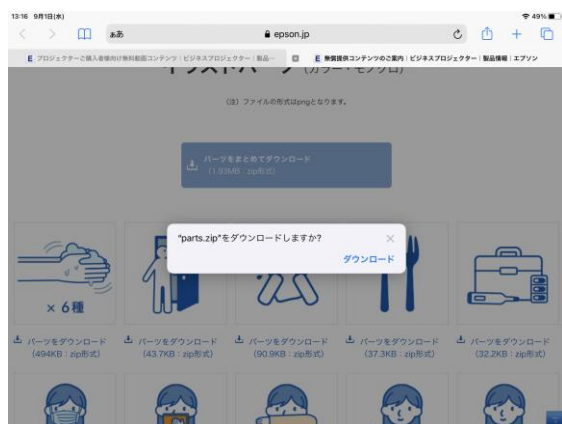 13:16 9月1日(水)
49%
ああ
epson.jp
プロジェクターご購入者様向け無料動画コンテンツ|ビジネスプロジェクター|製品…
無償提供コンテンツのご案内|ビジネスプロジェクター|製品情報|エプソン
イラストパーツ(カラー・モノクロ)
(注)ファイルの形式はpngとなります。
パーツをまとめてダウンロード
(1.93MB:zip形式)
"parts.zip"をダウンロードしますか?
ダウンロード
× 6種
パーツをダウンロード
(494KB:zip形式)
パーツをダウンロード
(43.7KB:zip形式)
パーツをダウンロード
(90.9KB:zip形式)
パーツをダウンロード
(37.3KB:zip形式)
パーツをダウンロード
(32.2KB:zip形式)